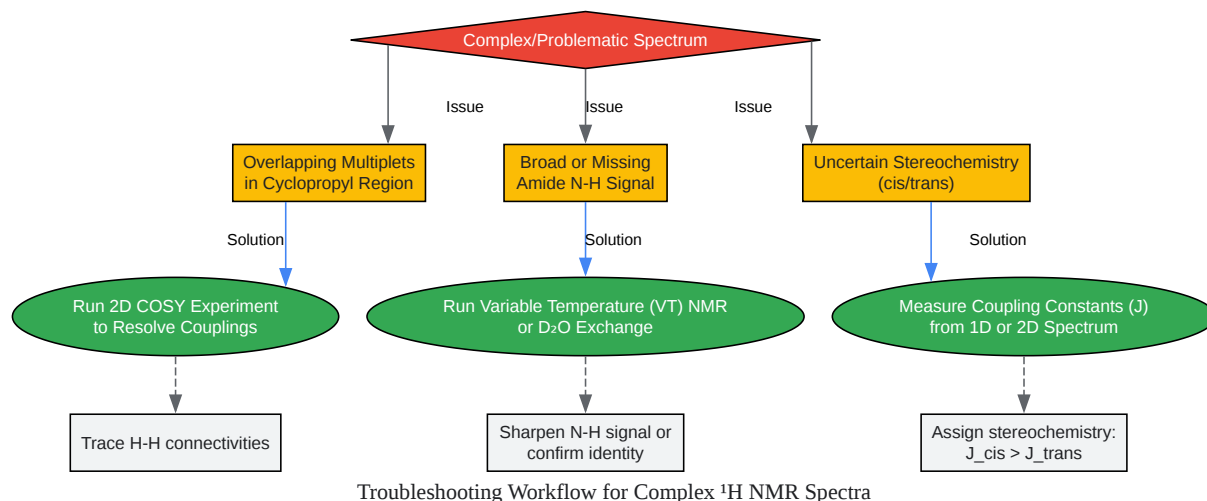 Complex/Problematic Spectrum
Issue
Issue
Issue
Overlapping Multiplets
in Cyclopropyl Region
Broad or Missing
Amide N-H Signal
Uncertain Stereochemistry
(cis/trans)
Solution
Solution
Solution
Run 2D COSY Experiment
to Resolve Couplings
Run Variable Temperature (VT) NMR
or D₂O Exchange
Measure Coupling Constants (J)
from 1D or 2D Spectrum
Trace H-H connectivities
Sharpen N-H signal or
confirm identity
Assign stereochemistry:
J_cis > J_trans
Troubleshooting Workflow for Complex ¹H NMR Spectra